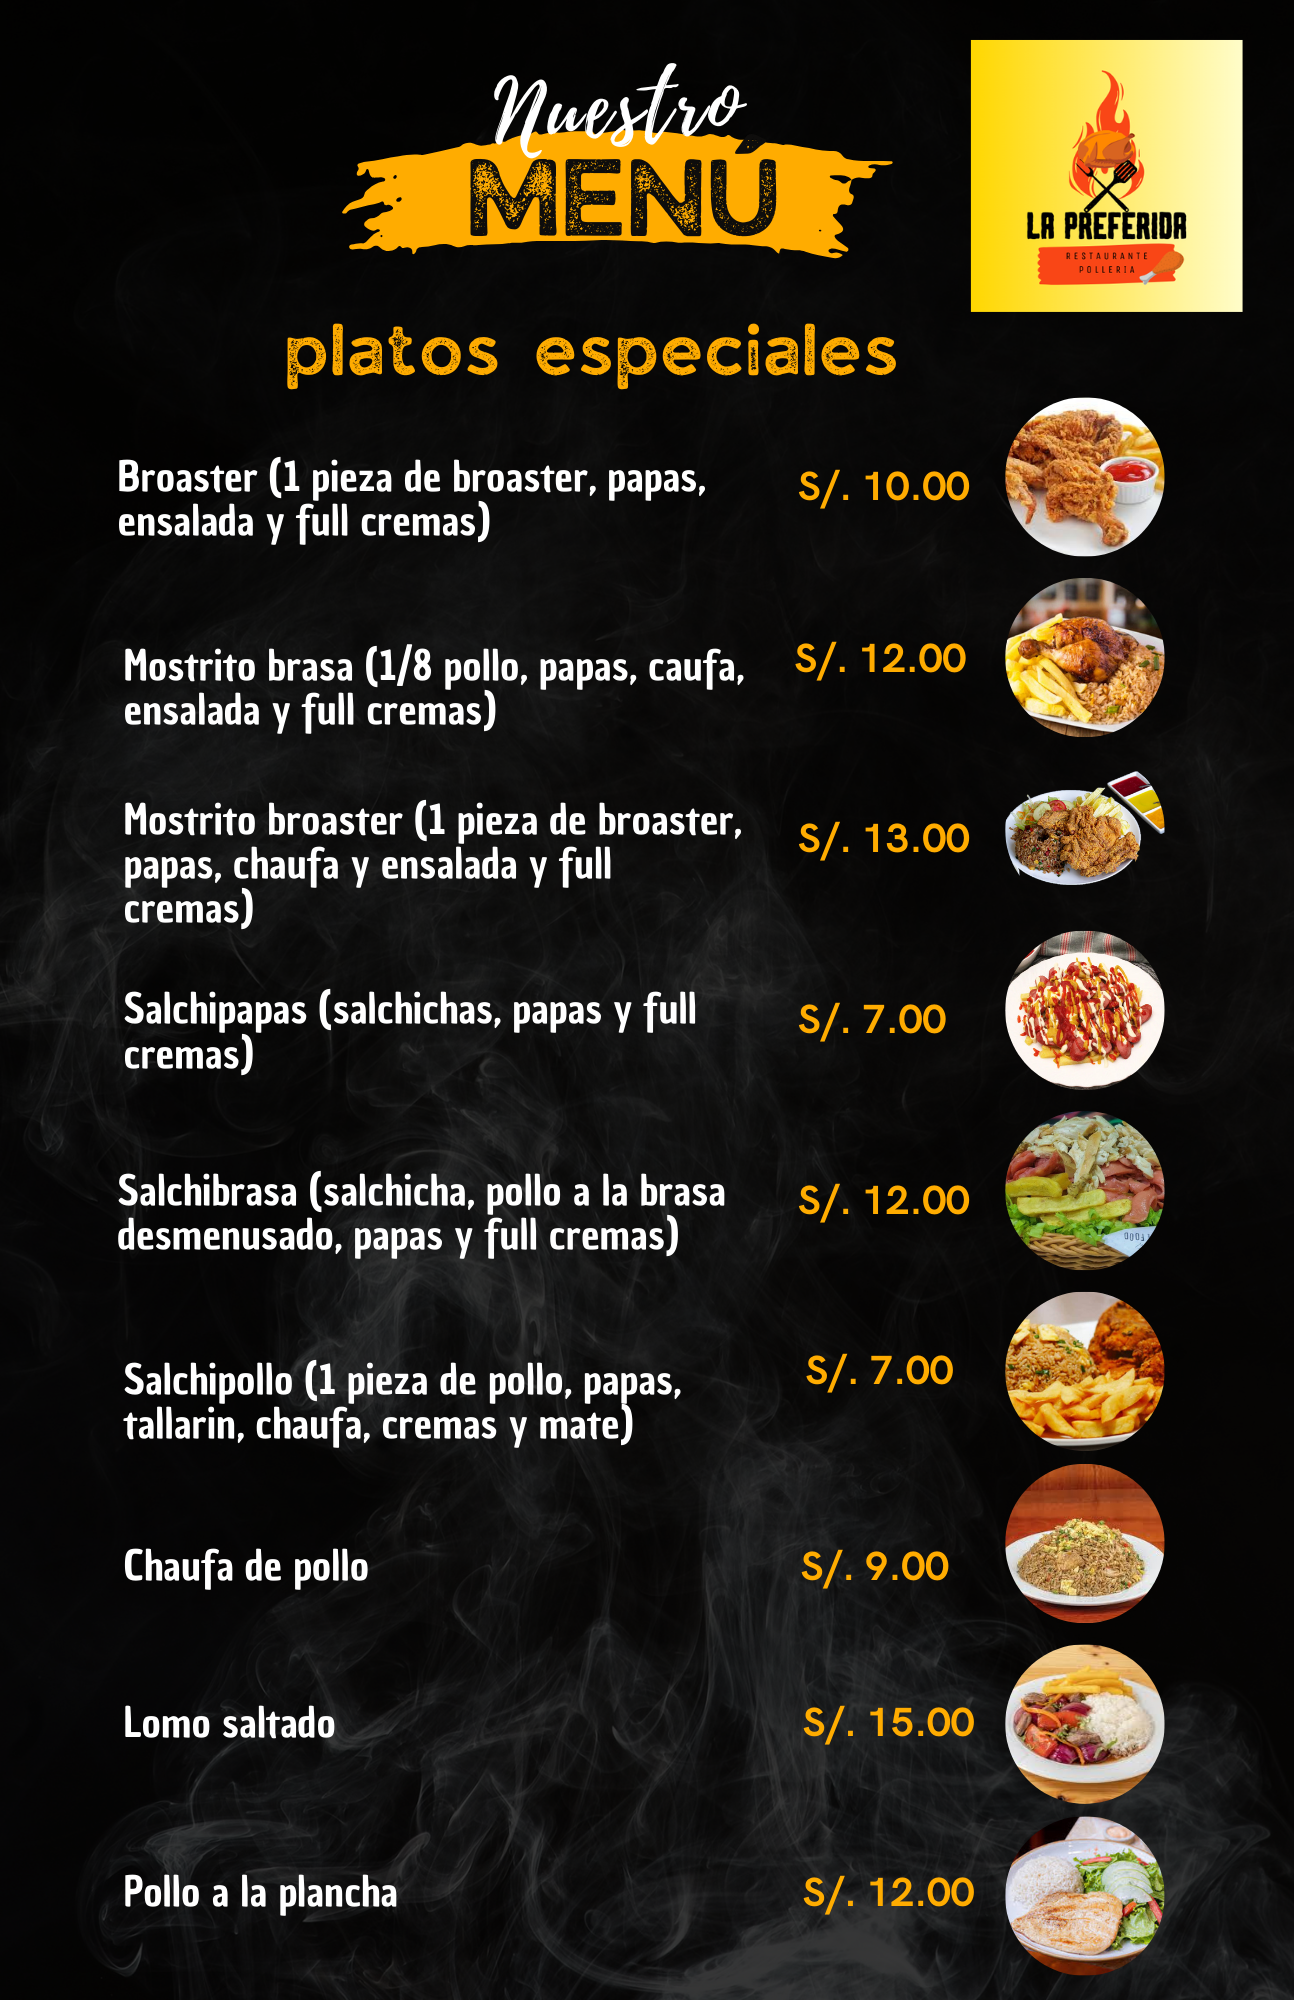 Nuestro
MENÚ
LA PREFERIDA
RESTAURANTE
POLLERIA
platos especiales
Broaster (1 pieza de broaster, papas,
ensalada y full cremas)
S/. 10.00
Mostrito brasa (1/8 pollo, papas, caufa,
ensalada y full cremas)
S/. 12.00
Mostrito broaster (1 pieza de broaster,
papas, chaufa y ensalada y full
cremas)
S/. 13.00
Salchipapas (salchichas, papas y full
cremas)
S/. 7.00
Salchibrasa (salchicha, pollo a la brasa
desmenusado, papas y full cremas)
S/. 12.00
Salchipollo (1 pieza de pollo, papas,
tallarin, chaufa, cremas y mate)
S/. 7.00
Chaufa de pollo
S/. 9.00
Lomo saltado
S/. 15.00
Pollo a la plancha
S/. 12.00